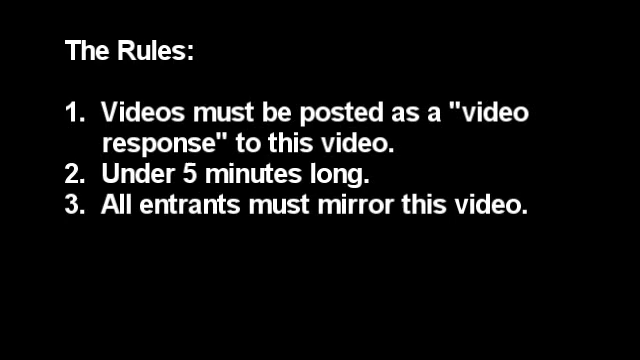 The Rules:
1. Videos must be posted as a "video
response" to this video.
2. Under 5 minutes long.
3. All entrants must mirror this video.